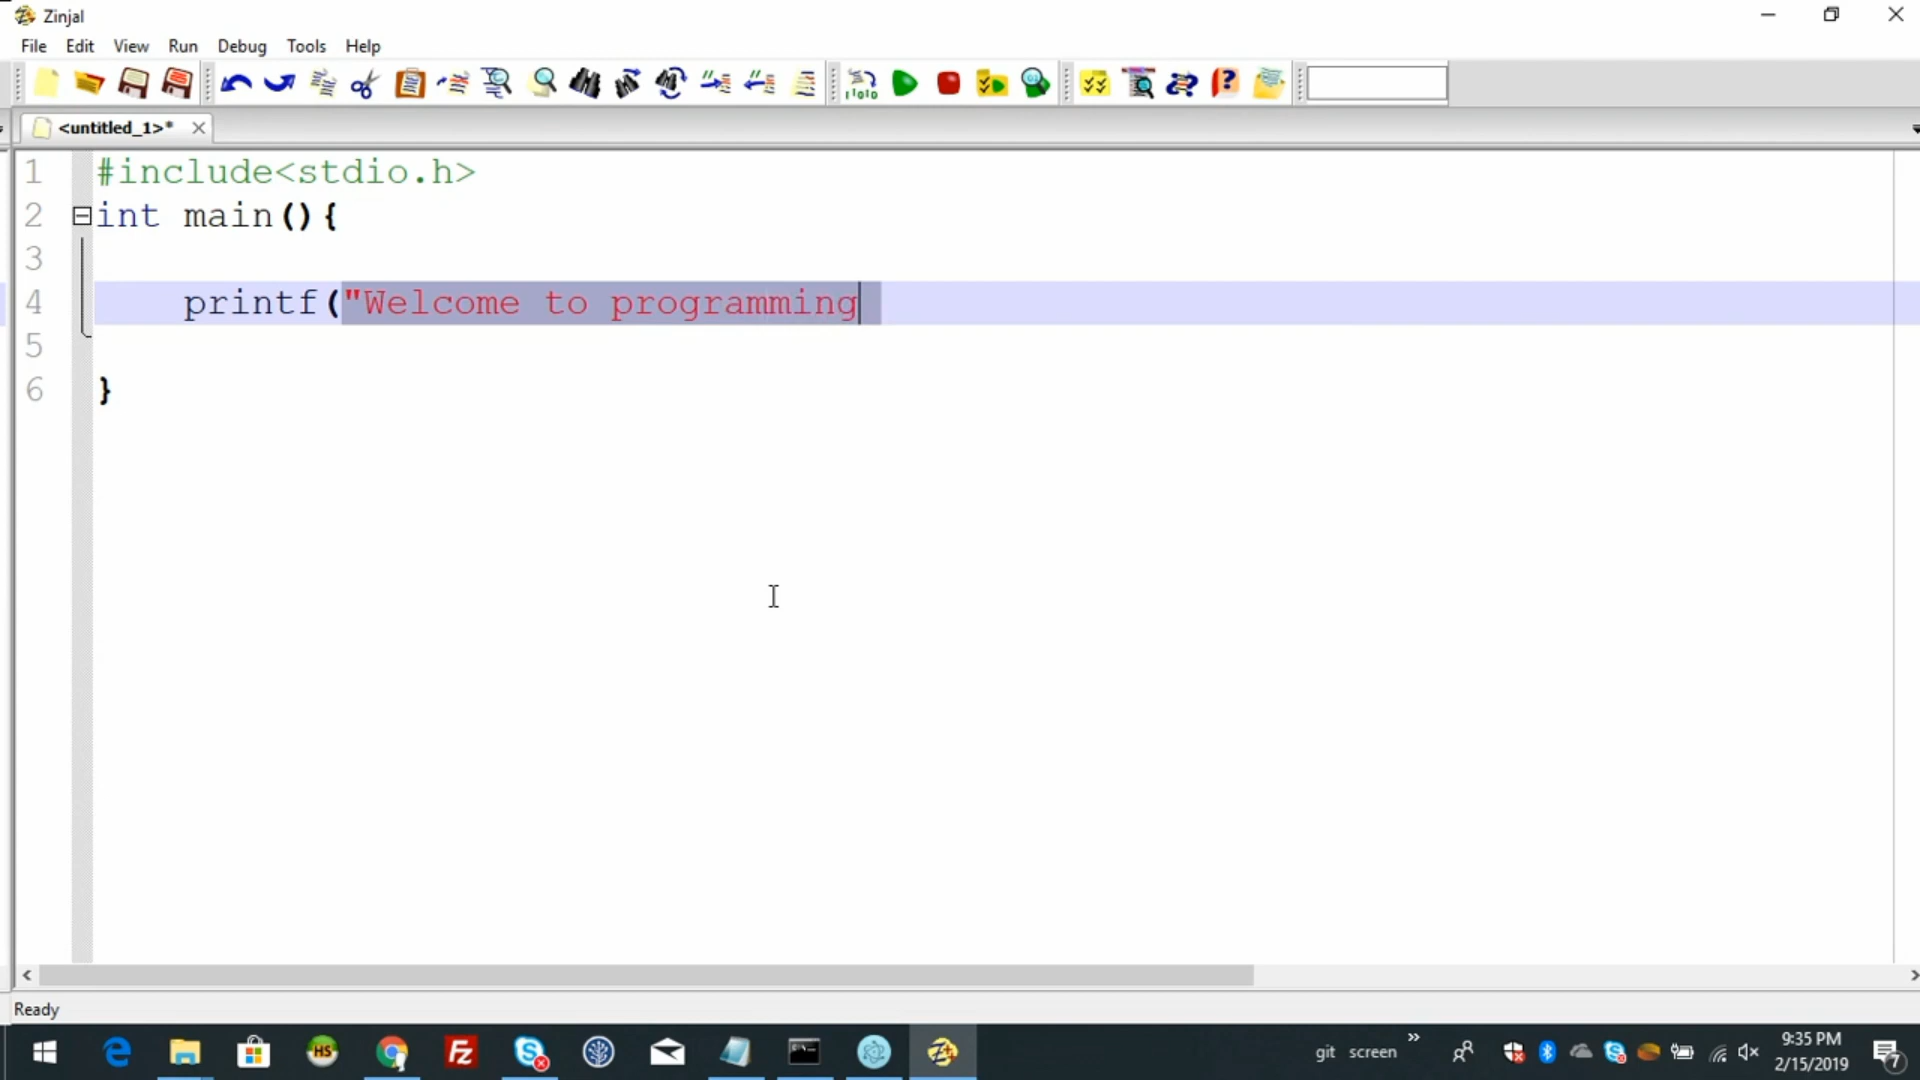 Zinjal
File Edit View Run Debug Tools Help
<untitled_1>*
1 #include<stdio.h>
2 int main(){
3
4 printf("Welcome to programming
5
6 }
Ready
git screen
9:35 PM
2/15/2019
7